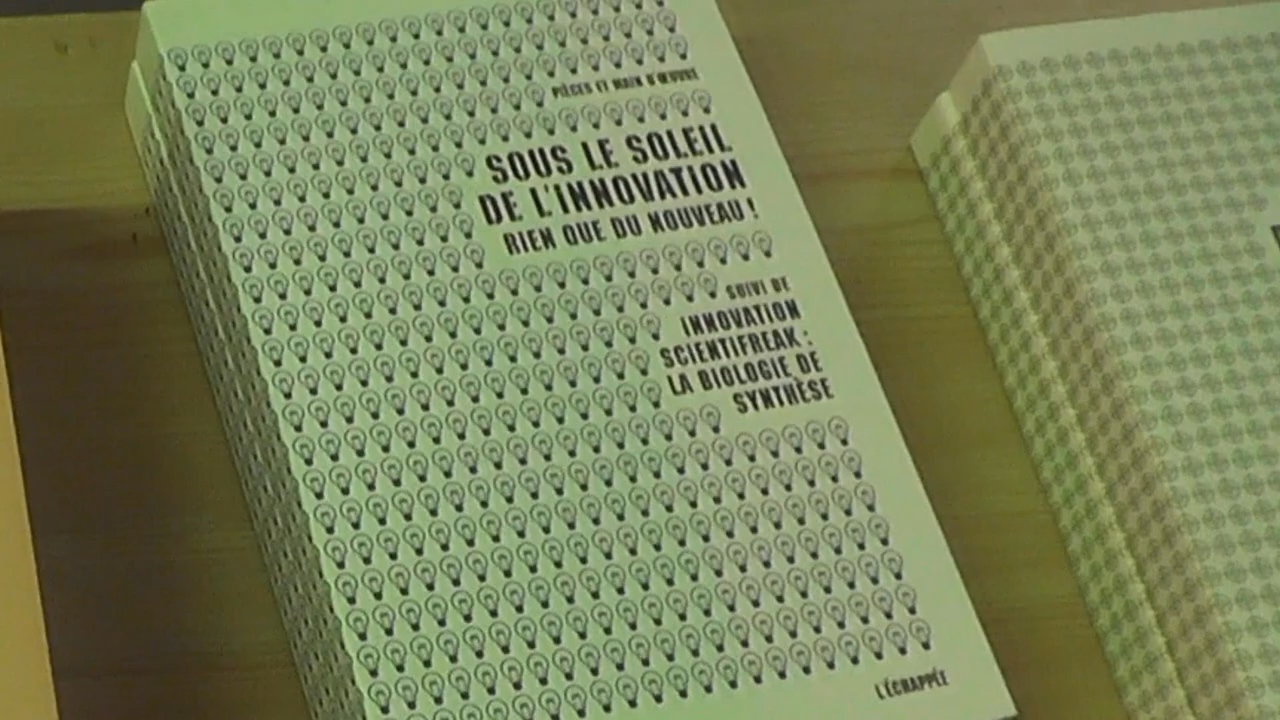 PIÈCES ET MAIN D'ŒUVRE
SOUS LE SOLEIL
DE L'INNOVATION
RIEN QUE DU NOUVEAU !
SUIVI DE
INNOVATION
SCIENTIFREAK :
LA BIOLOGIE DE
SYNTHÈSE
L'ÉCHAPPÉE